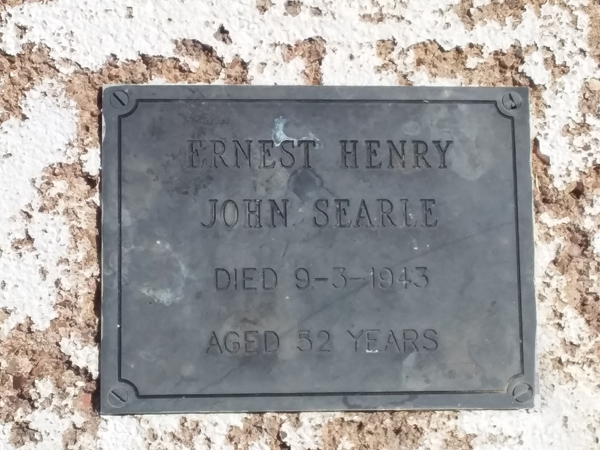 ERNEST HENRY
JOHN SEARLE
DIED 9-3-1943
AGED 52 YEARS